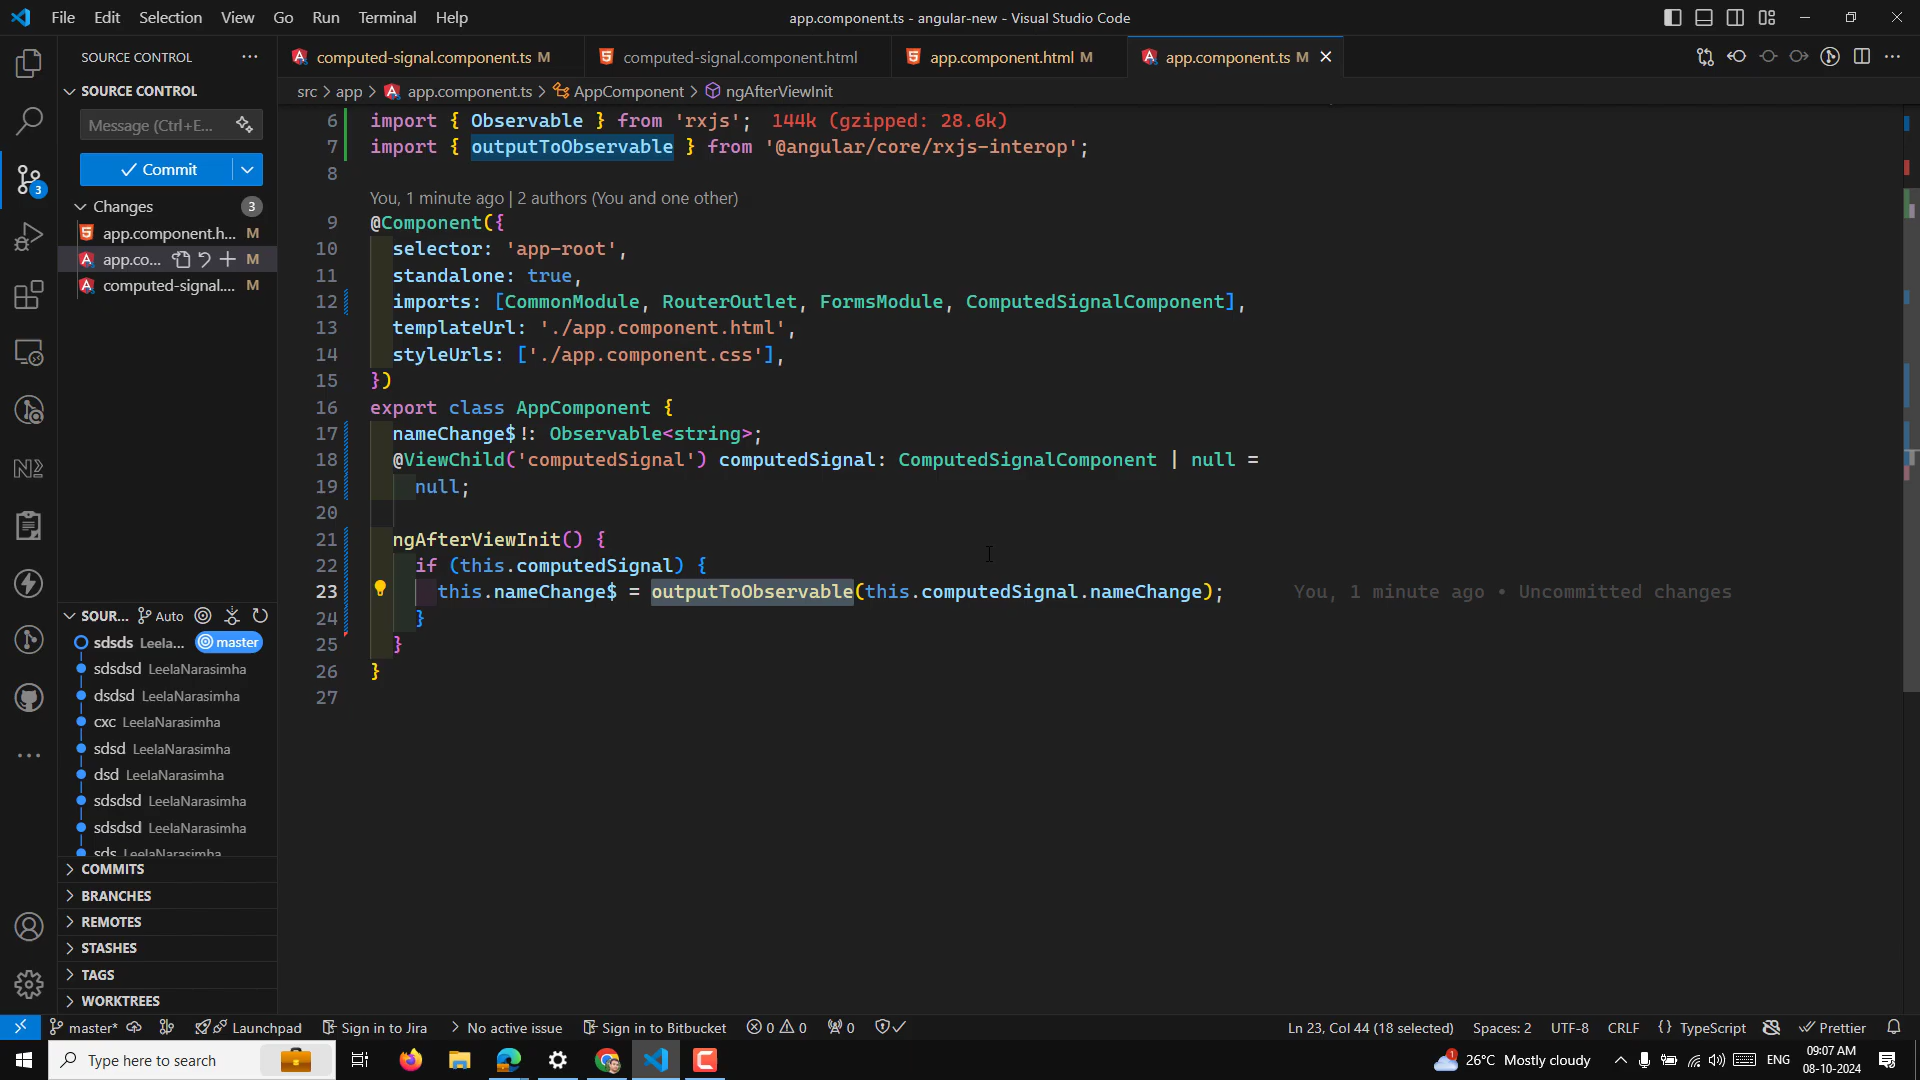 File Edit Selection View Go Run Terminal Help
app.component.ts - angular-new - Visual Studio Code
SOURCE CONTROL
computed-signal.component.ts M
computed-signal.component.html
app.component.html M
app.component.ts M
SOURCE CONTROL
src > app > app.component.ts > AppComponent > ngAfterViewInit
Message (Ctrl+E...
Commit
Changes 3
app.component.h... M
app.co... M
computed-signal.... M
3
6 import { Observable } from 'rxjs'; 144k (gzipped: 28.6k)
7 import { outputToObservable } from '@angular/core/rxjs-interop';
8
You, 1 minute ago | 2 authors (You and one other)
9 @Component({
10 selector: 'app-root',
11 standalone: true,
12 imports: [CommonModule, RouterOutlet, FormsModule, ComputedSignalComponent],
13 templateUrl: './app.component.html',
14 styleUrls: ['./app.component.css'],
15 })
16 export class AppComponent {
17 nameChange$!: Observable<string>;
18 @ViewChild('computedSignal') computedSignal: ComputedSignalComponent | null =
19 null;
20
21 ngAfterViewInit() {
22 if (this.computedSignal) {
23 this.nameChange$ = outputToObservable(this.computedSignal.nameChange); You, 1 minute ago • Uncommitted changes
24 }
25 }
26 }
27
SOUR... Auto
sdsds Leela... master
sdsdsd LeelaNarasimha
dsdsd LeelaNarasimha
cxc LeelaNarasimha
sdsd LeelaNarasimha
dsd LeelaNarasimha
sdsdsd LeelaNarasimha
sdsdsd LeelaNarasimha
sds LeelaNarasimha
COMMITS
BRANCHES
REMOTES
STASHES
TAGS
WORKTREES
master* Launchpad Sign in to Jira No active issue Sign in to Bitbucket 0 0 0
Ln 23, Col 44 (18 selected) Spaces: 2 UTF-8 CRLF {} TypeScript Prettier
Type here to search
1 26°C Mostly cloudy ENG
09:07 AM
08-10-2024